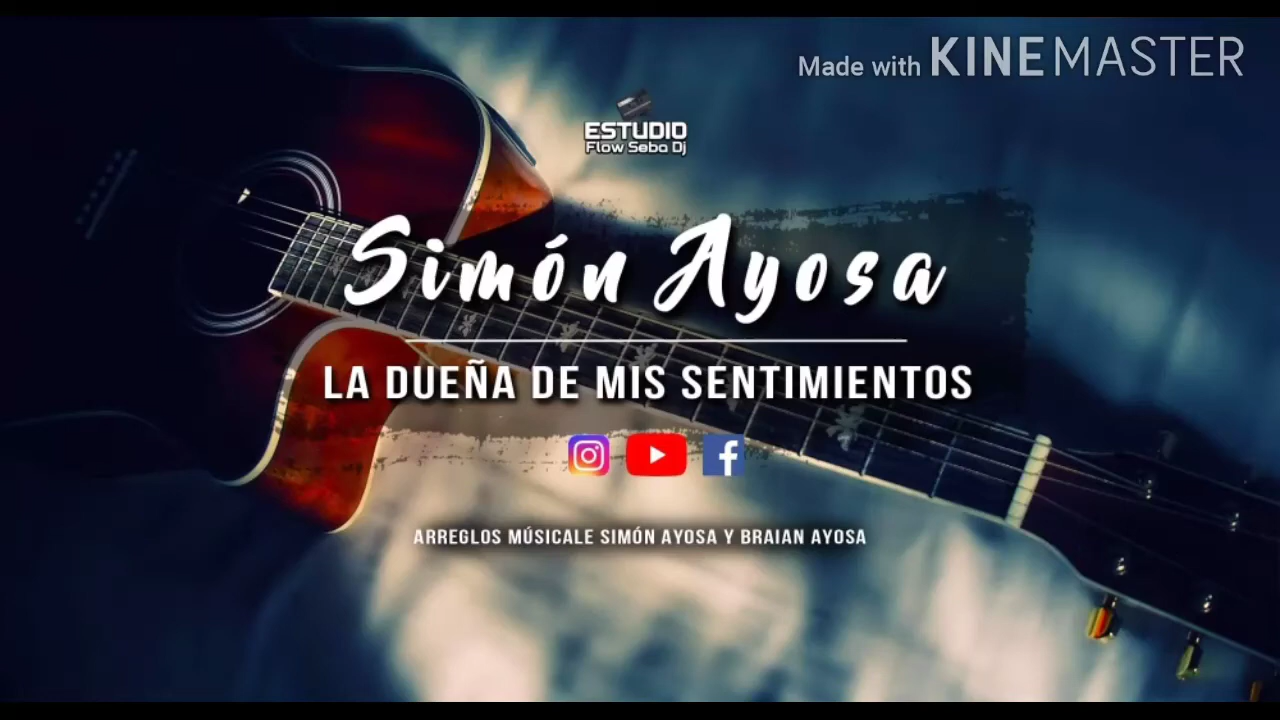 Made with KINEMASTER
ESTUDIO
Flow Seba Dj
Simón Ayosa
LA DUEÑA DE MIS SENTIMIENTOS
ARREGLOS MÚSICALE SIMÓN AYOSA Y BRAIAN AYOSA